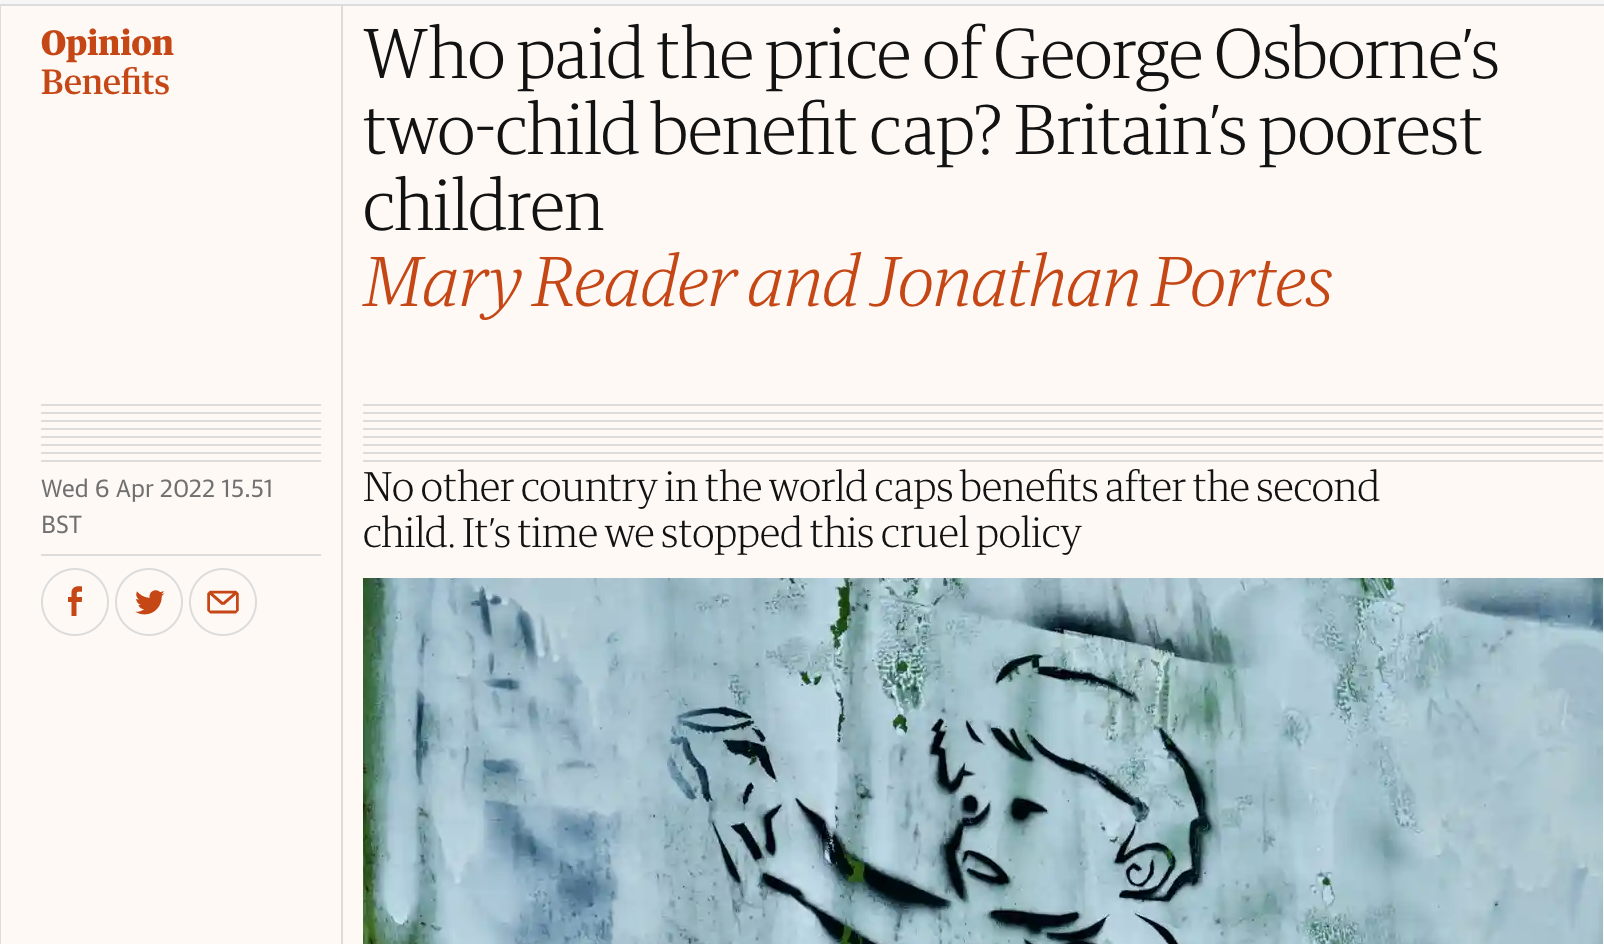 Opinion
Benefits
Who paid the price of George Osborne’s
two-child benefit cap? Britain’s poorest
children
Mary Reader and Jonathan Portes
Wed 6 Apr 2022 15.51
BST
No other country in the world caps benefits after the second
child. It’s time we stopped this cruel policy